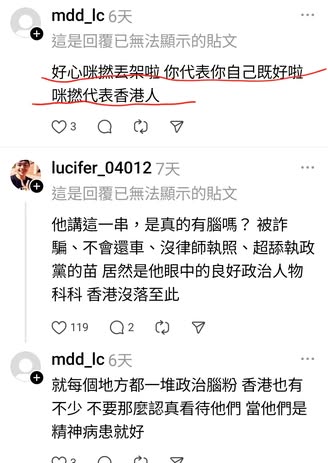 mdd_lc 6天
這是回覆已無法顯示的貼文
好心咪撚丟架啦 你代表你自己既好啦
咪撚代表香港人
3
lucifer_04012 7天
這是回覆已無法顯示的貼文
他講這一串，是真的有腦嗎？ 被詐
騙、不會還車、沒律師執照、超舔執政
黨的苗 居然是他眼中的良好政治人物
科科 香港沒落至此
119 2
mdd_lc 6天
就每個地方都一堆政治腦粉 香港也有
不少 不要那麼認真看待他們 當他們是
精神病患就好
3